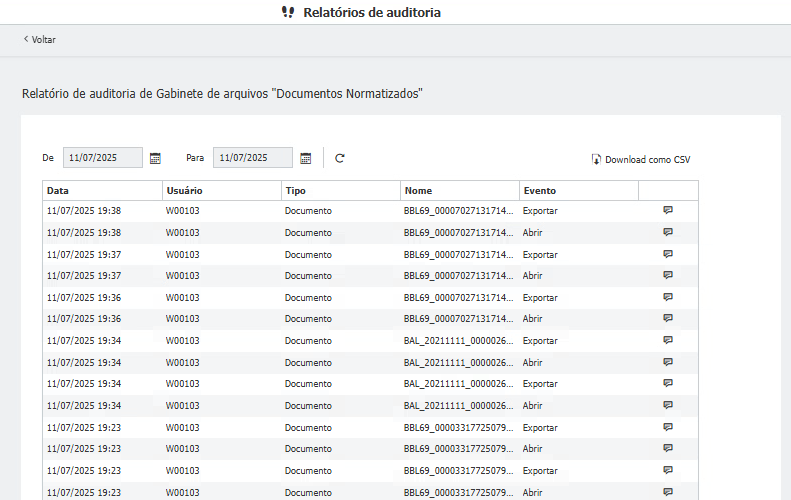 Relatórios de auditoria
Voltar
Relatório de auditoria de Gabinete de arquivos "Documentos Normatizados"
De 11/07/2025 Para 11/07/2025 Download como CSV
Data Usuário Tipo Nome Evento
11/07/2025 19:38 W00103 Documento BBL69_00007027131714... Exportar
11/07/2025 19:38 W00103 Documento BBL69_00007027131714... Abrir
11/07/2025 19:37 W00103 Documento BBL69_00007027131714... Exportar
11/07/2025 19:37 W00103 Documento BBL69_00007027131714... Abrir
11/07/2025 19:36 W00103 Documento BBL69_00007027131714... Exportar
11/07/2025 19:36 W00103 Documento BBL69_00007027131714... Abrir
11/07/2025 19:34 W00103 Documento BAL_20211111_0000026... Exportar
11/07/2025 19:34 W00103 Documento BAL_20211111_0000026... Abrir
11/07/2025 19:34 W00103 Documento BAL_20211111_0000026... Exportar
11/07/2025 19:34 W00103 Documento BAL_20211111_0000026... Abrir
11/07/2025 19:23 W00103 Documento BBL69_00003317725079... Exportar
11/07/2025 19:23 W00103 Documento BBL69_00003317725079... Abrir
11/07/2025 19:23 W00103 Documento BBL69_00003317725079... Exportar
11/07/2025 19:23 W00103 Documento BBL69_00003317725079... Abrir